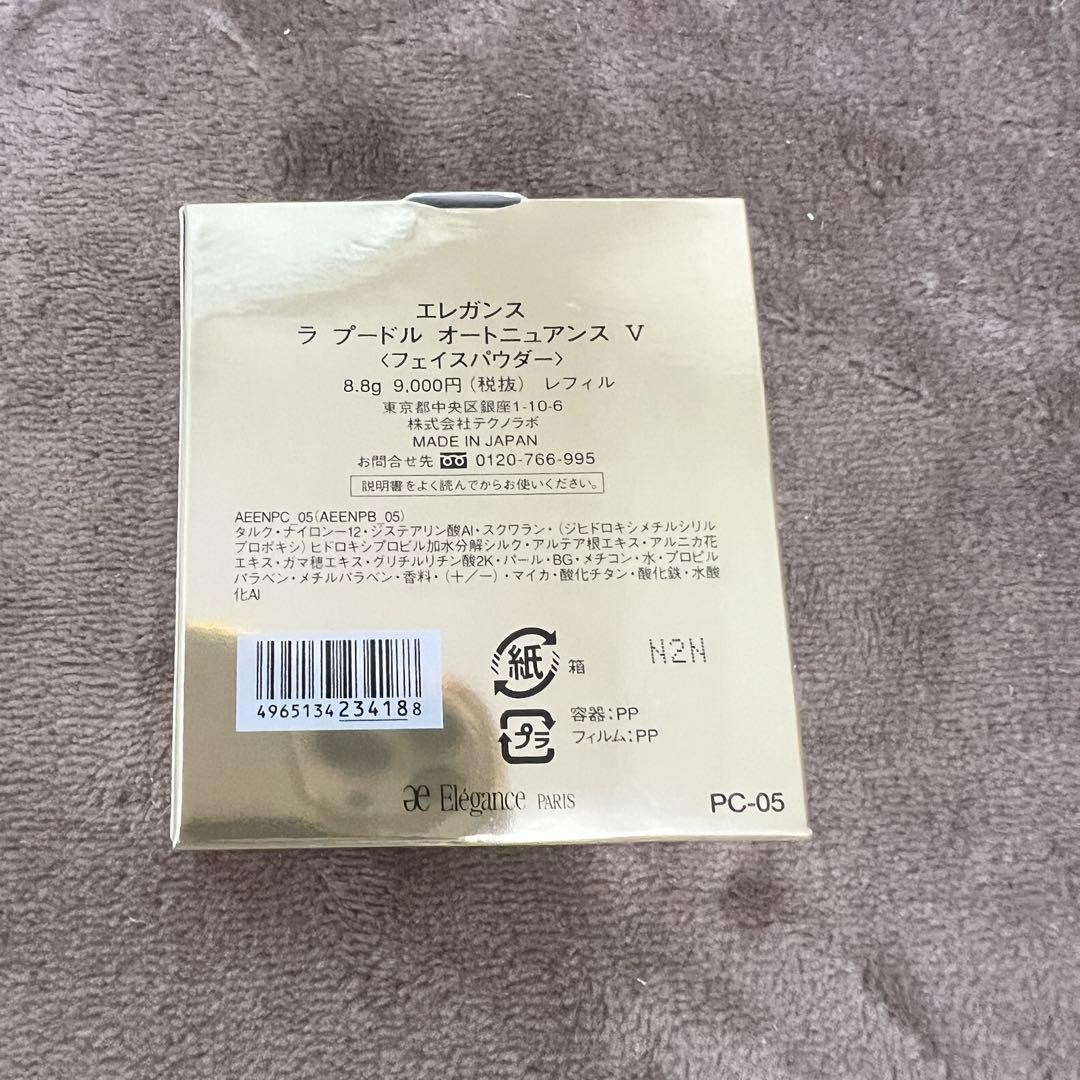 エレガンス
ラ プードル オートニュアンス V
〈フェイスパウダー〉
8.8g 9,000円(税抜) レフィル
東京都中央区銀座1-10-6
株式会社テクノラボ
MADE IN JAPAN
お問合せ先 0120-766-995
説明書をよく読んでからお使いください。
AEENPC_05(AEENPB_05)
タルク・ナイロン－12・ジステアリン酸Al・スクワラン・(ジヒドロキシメチルシリル
プロポキシ)ヒドロキシプロピル加水分解シルク・アルテア根エキス・アルニカ花
エキス・ガマ穂エキス・グリチルリチン酸2K・パール・BG・メチコン・水・プロピル
パラベン・メチルパラベン・香料・(＋／－)・マイカ・酸化チタン・酸化鉄・水酸
化Al
4965134234188
紙 箱
N2N
プラ 容器:PP
フィルム:PP
ae Elégance PARIS
PC-05